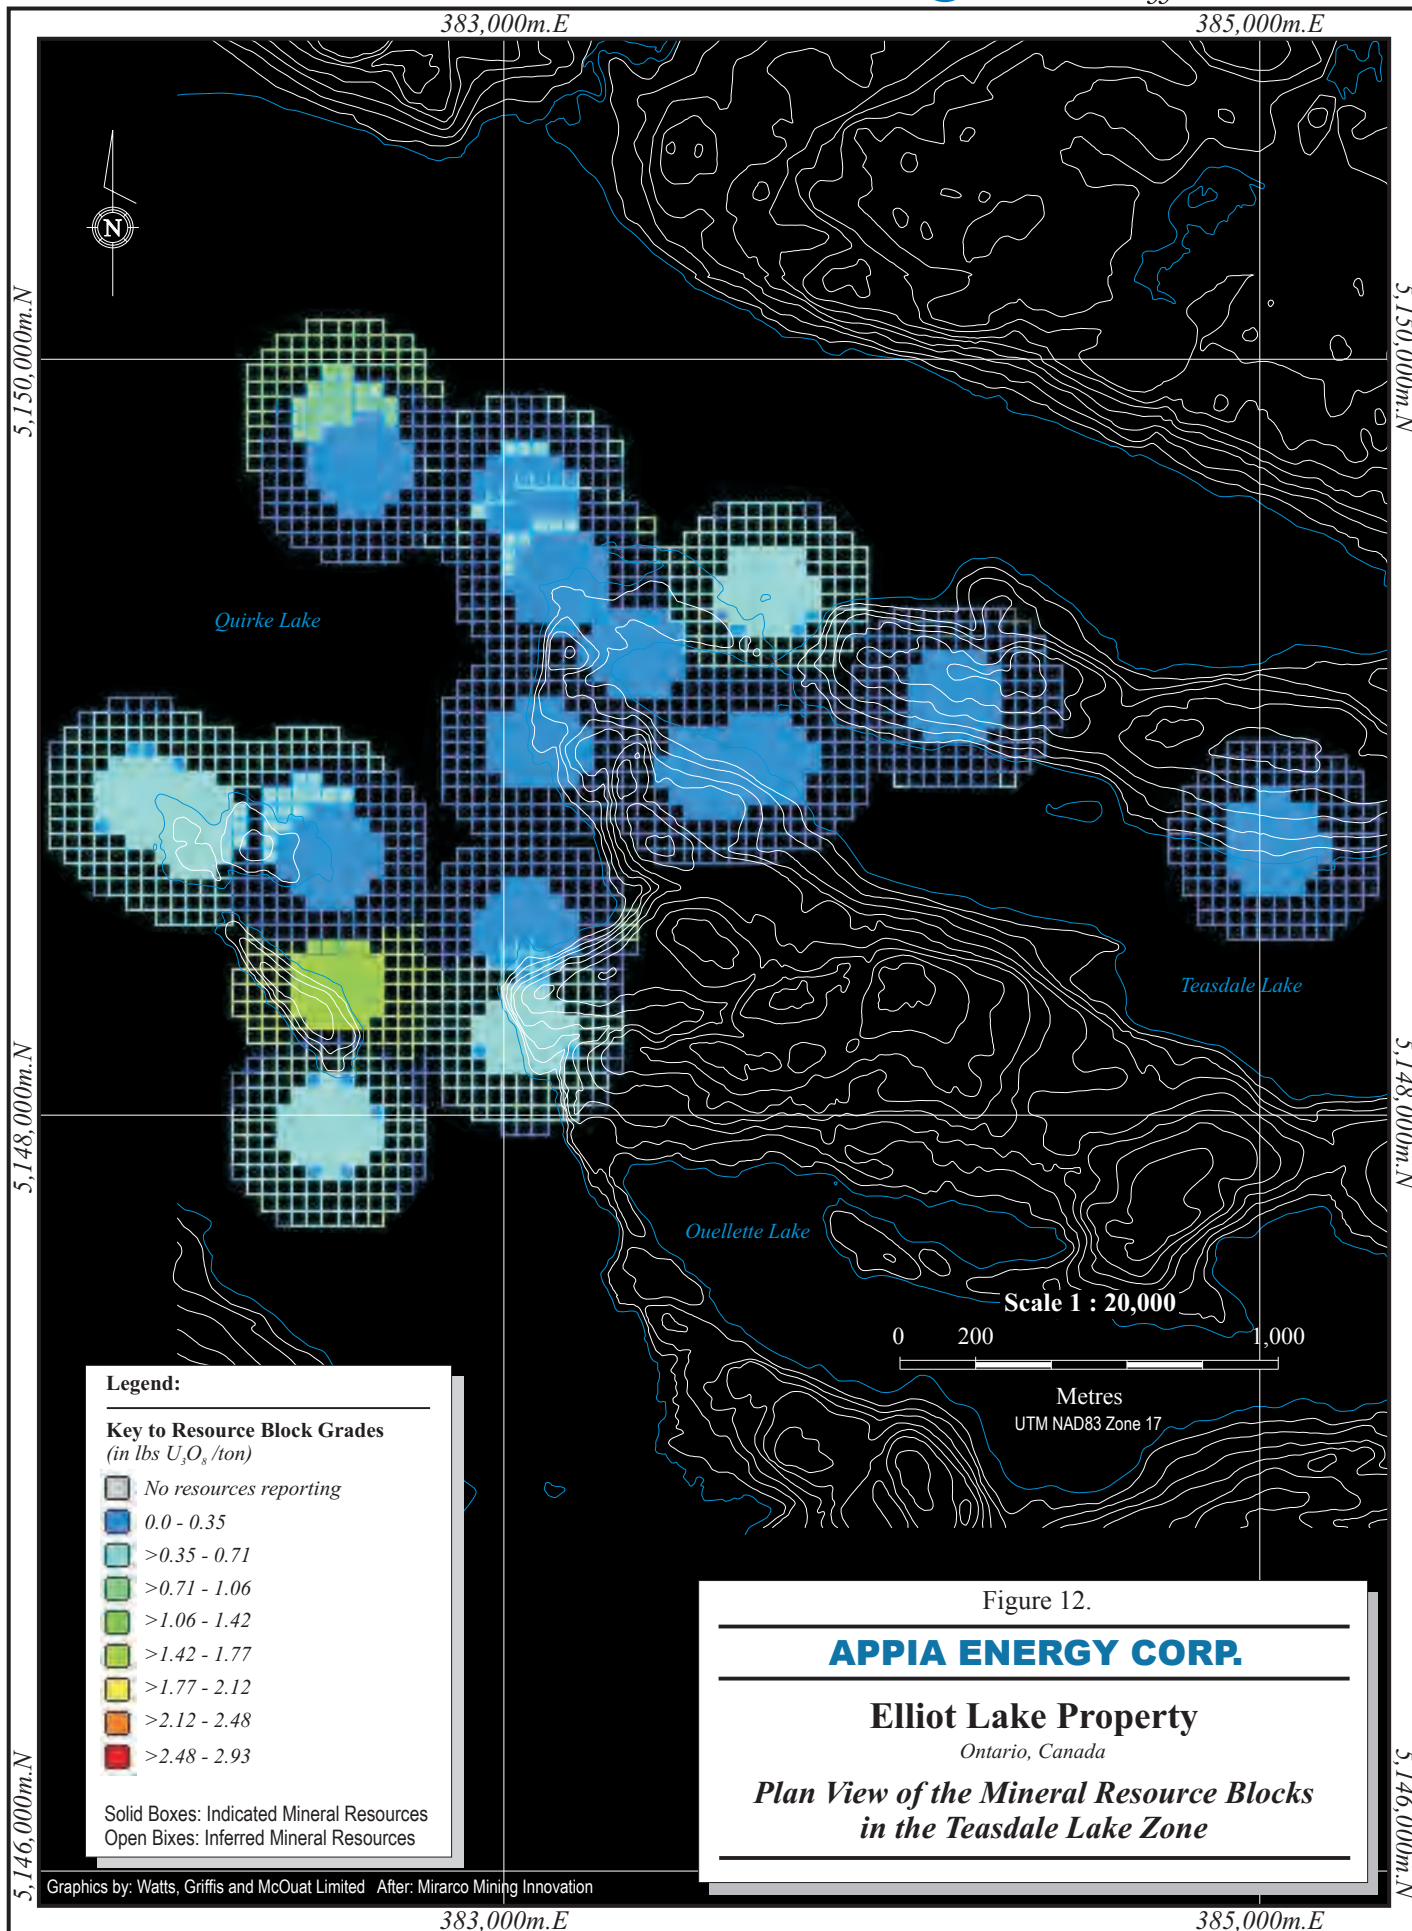 383,000m.E
385,000m.E
N
5,150,000m.N
5,150,000m.N
Quirke Lake
Teasdale Lake
5,148,000m.N
5,148,000m.N
Ouellette Lake
Scale 1 : 20,000
0 200 1,000
Metres
UTM NAD83 Zone 17
Legend:
Key to Resource Block Grades
(in lbs U₃O₈ /ton)
No resources reporting
0.0 - 0.35
>0.35 - 0.71
>0.71 - 1.06
>1.06 - 1.42
>1.42 - 1.77
>1.77 - 2.12
>2.12 - 2.48
>2.48 - 2.93
Solid Boxes: Indicated Mineral Resources
Open Bixes: Inferred Mineral Resources
Figure 12.
APPIA ENERGY CORP.
Elliot Lake Property
Ontario, Canada
Plan View of the Mineral Resource Blocks
in the Teasdale Lake Zone
5,146,000m.N
5,146,000m.N
Graphics by: Watts, Griffis and McOuat Limited After: Mirarco Mining Innovation
383,000m.E
385,000m.E